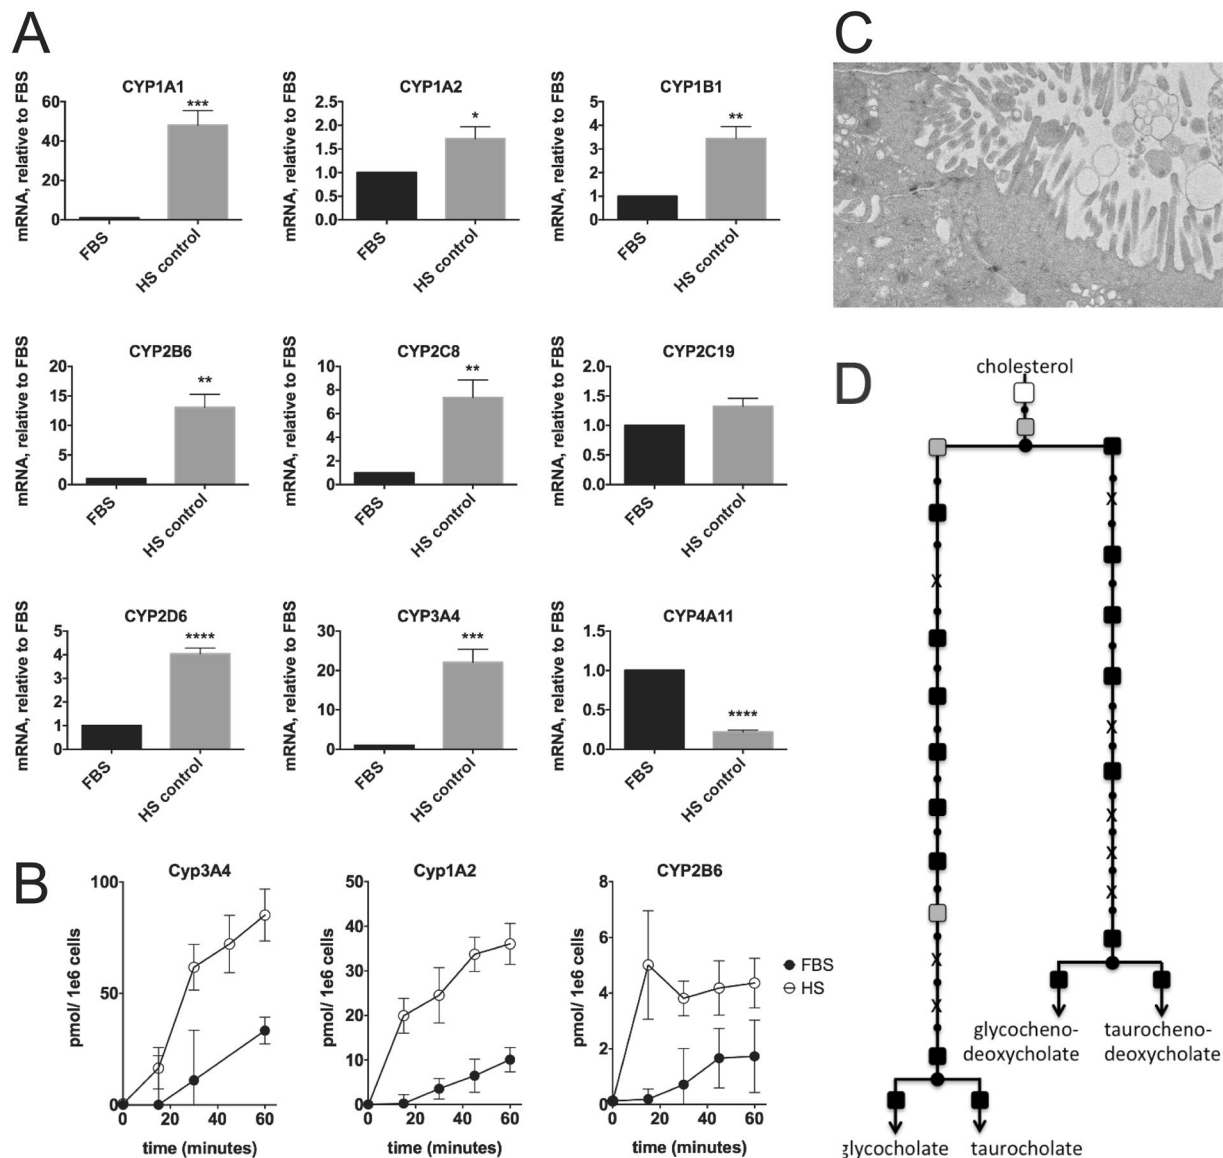 A
CYP1A1
mRNA, relative to FBS
60
40
20
0
***
FBS
HS control
CYP1A2
mRNA, relative to FBS
2.5
2.0
1.5
1.0
0.5
0.0
*
FBS
HS control
CYP1B1
mRNA, relative to FBS
5
4
3
2
1
0
**
FBS
HS control
CYP2B6
mRNA, relative to FBS
20
15
10
5
0
**
FBS
HS control
CYP2C8
mRNA, relative to FBS
10
8
6
4
2
0
**
FBS
HS control
CYP2C19
mRNA, relative to FBS
2.0
1.5
1.0
0.5
0.0
FBS
HS control
CYP2D6
mRNA, relative to FBS
5
4
3
2
1
0
****
FBS
HS control
CYP3A4
mRNA, relative to FBS
30
20
10
0
***
FBS
HS control
CYP4A11
mRNA, relative to FBS
1.5
1.0
0.5
0.0
****
FBS
HS control
B
Cyp3A4
pmol/ 1e6 cells
100
50
0
0 20 40 60
time (minutes)
Cyp1A2
pmol/ 1e6 cells
50
40
30
20
10
0
0 20 40 60
time (minutes)
CYP2B6
pmol/ 1e6 cells
8
6
4
2
0
0 20 40 60
time (minutes)
FBS
HS
C
D
cholesterol
X
X
X
X
X
X
X
X
X
glycocheno-
deoxycholate
taurocheno-
deoxycholate
glycocholate
taurocholate